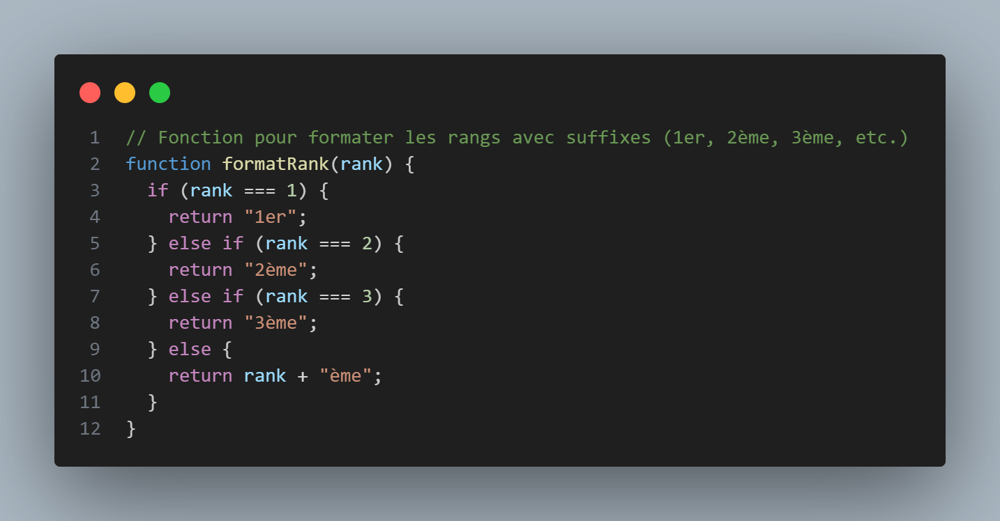 1 // Fonction pour formater les rangs avec suffixes (1er, 2ème, 3ème, etc.)
2 function formatRank(rank) {
3   if (rank === 1) {
4     return "1er";
5   } else if (rank === 2) {
6     return "2ème";
7   } else if (rank === 3) {
8     return "3ème";
9   } else {
10     return rank + "ème";
11   }
12 }